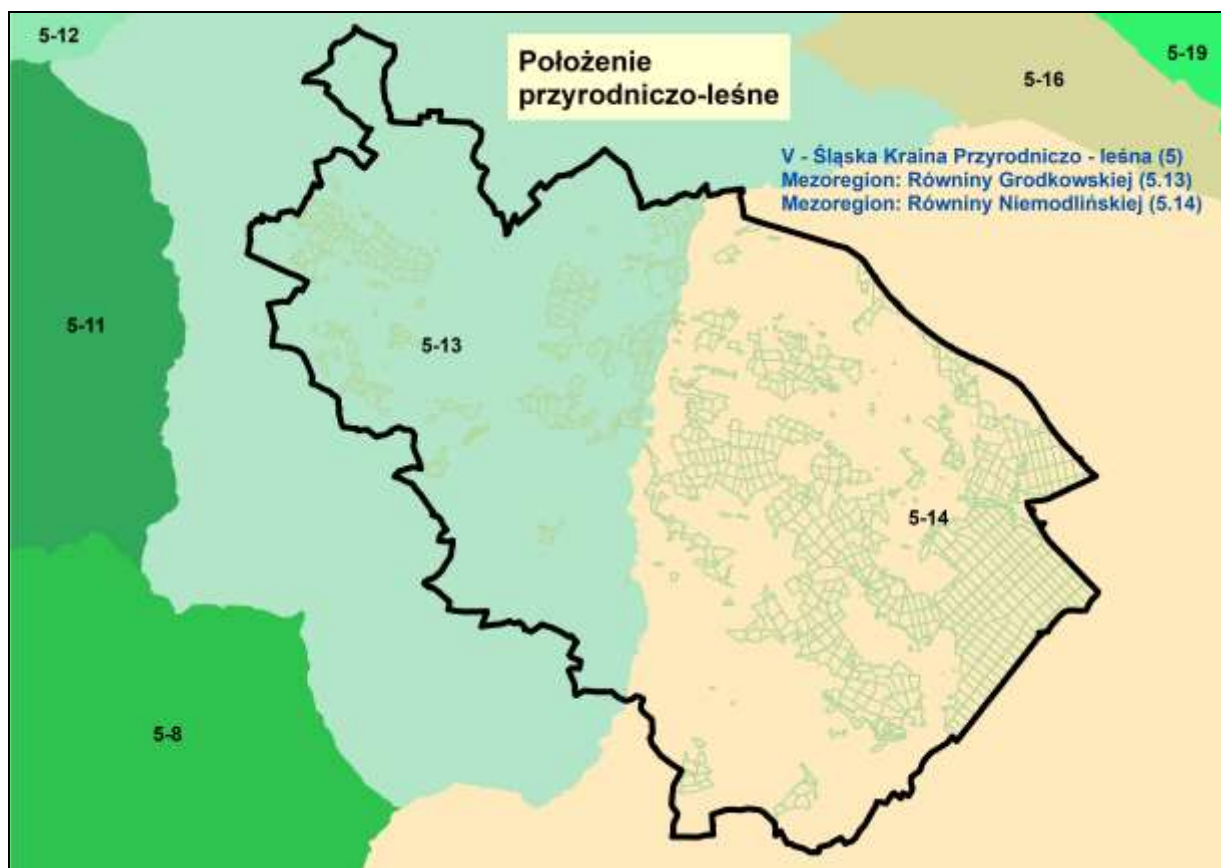 5-12
Położenie
przyrodniczo-leśne
5-19
5-16
V - Śląska Kraina Przyrodniczo - leśna (5)
Mezoregion: Równiny Grodkowskiej (5.13)
Mezoregion: Równiny Niemodlińskiej (5.14)
5-11
5-13
5-14
5-8